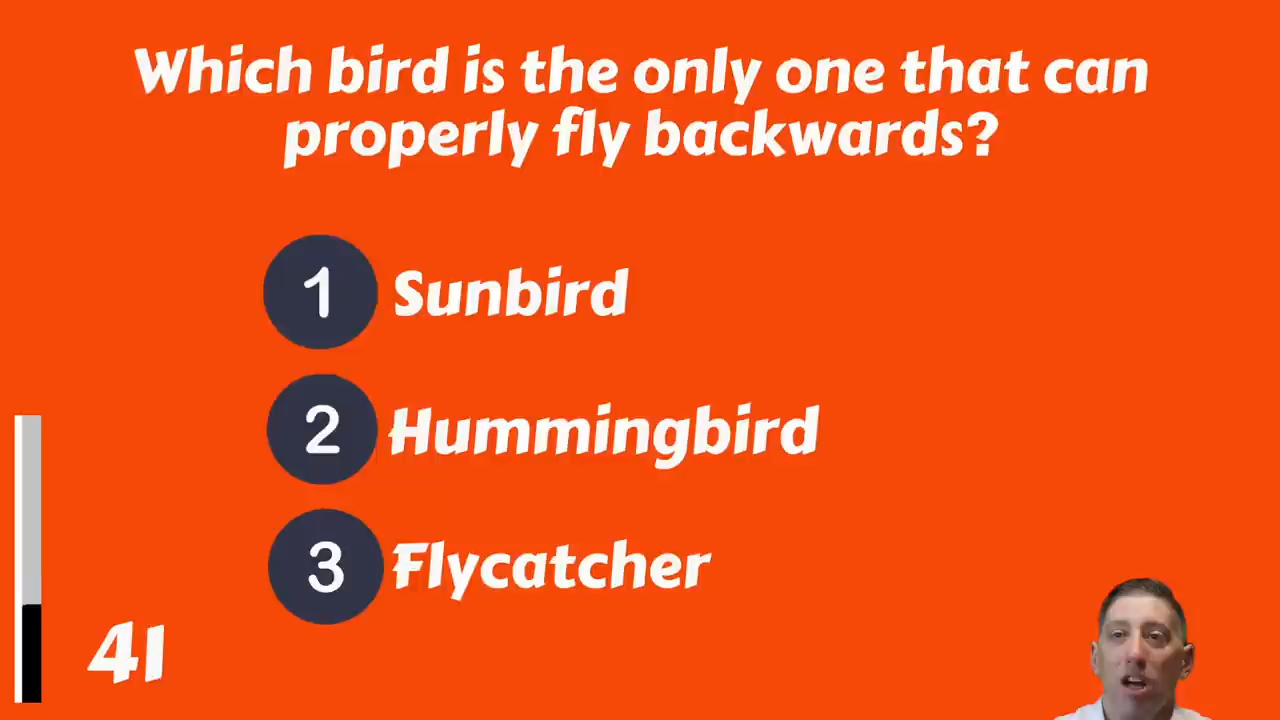 Which bird is the only one that can
properly fly backwards?
1 Sunbird
2 Hummingbird
3 Flycatcher
41